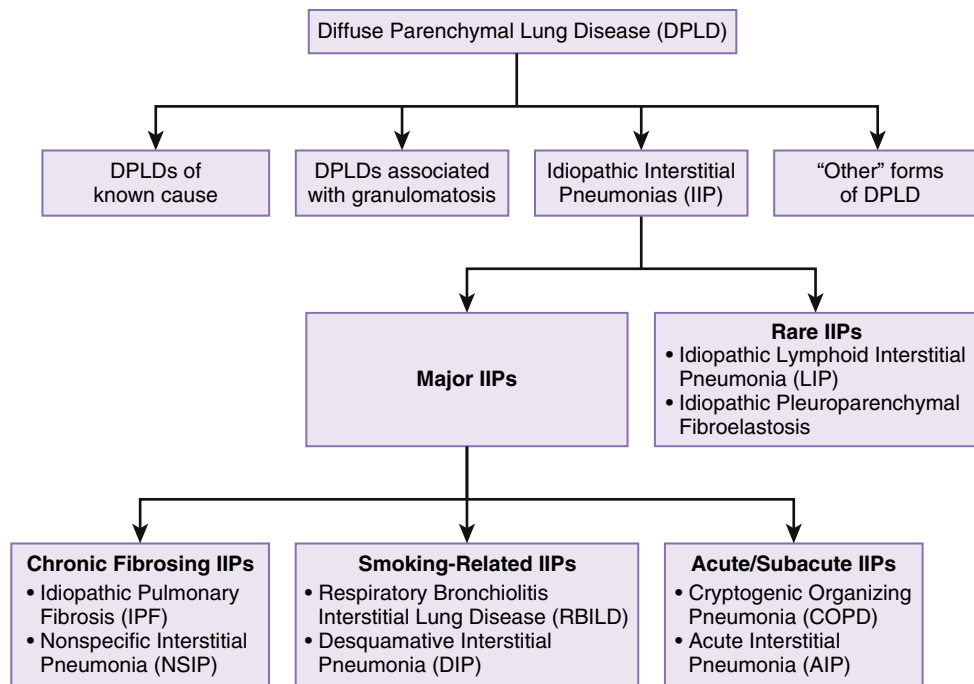 Diffuse Parenchymal Lung Disease (DPLD)
DPLDs of
known cause
DPLDs associated
with granulomatosis
Idiopathic Interstitial
Pneumonias (IIP)
“Other” forms
of DPLD
Major IIPs
Rare IIPs
• Idiopathic Lymphoid Interstitial
Pneumonia (LIP)
• Idiopathic Pleuroparenchymal
Fibroelastosis
Chronic Fibrosing IIPs
• Idiopathic Pulmonary
Fibrosis (IPF)
• Nonspecific Interstitial
Pneumonia (NSIP)
Smoking-Related IIPs
• Respiratory Bronchiolitis
Interstitial Lung Disease (RBILD)
• Desquamative Interstitial
Pneumonia (DIP)
Acute/Subacute IIPs
• Cryptogenic Organizing
Pneumonia (COPD)
• Acute Interstitial
Pneumonia (AIP)